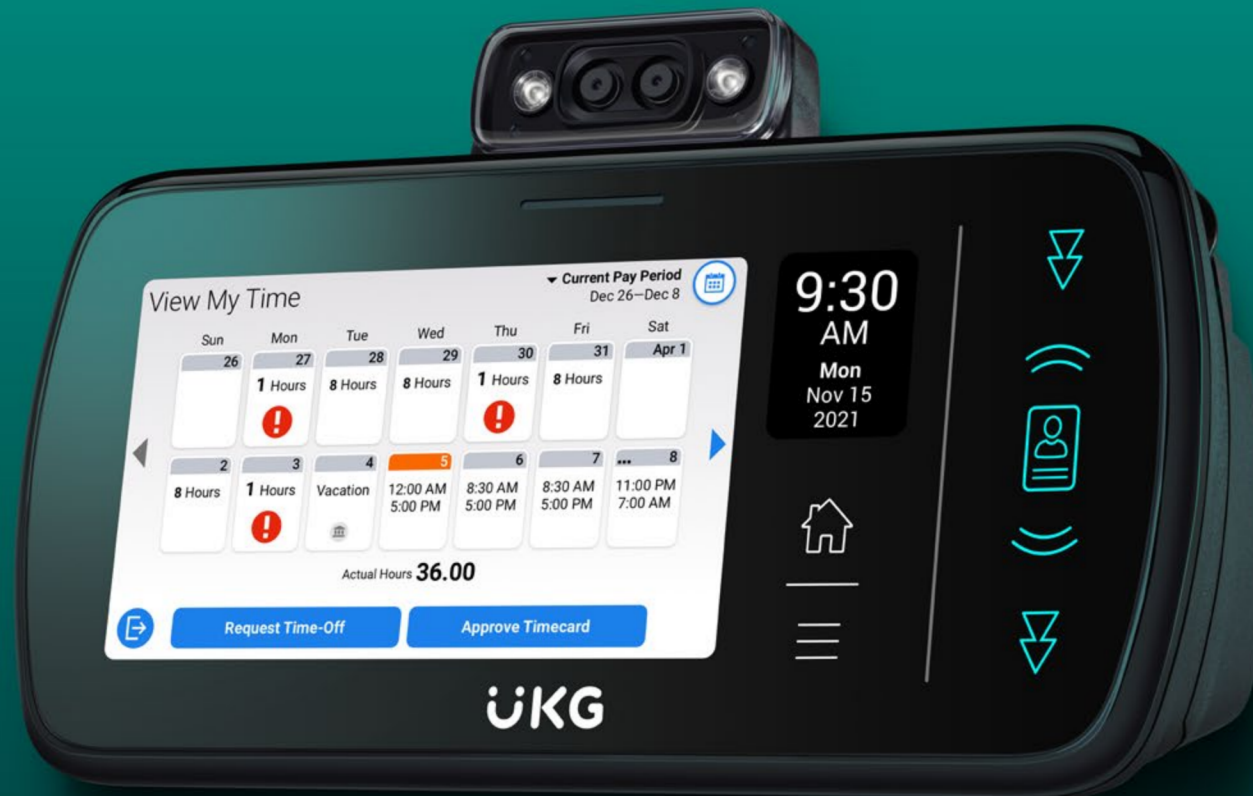 View My Time
Current Pay Period
Dec 26—Dec 8
Sun Mon Tue Wed Thu Fri Sat
26 27 28 29 30 31 Apr 1
1 Hours 8 Hours 8 Hours 1 Hours 8 Hours
2 3 4 5 6 7 ... 8
8 Hours 1 Hours Vacation 12:00 AM 8:30 AM 8:30 AM 11:00 PM
5:00 PM 5:00 PM 5:00 PM 7:00 AM
Actual Hours 36.00
Request Time-Off Approve Timecard
9:30
AM
Mon
Nov 15
2021
UKG